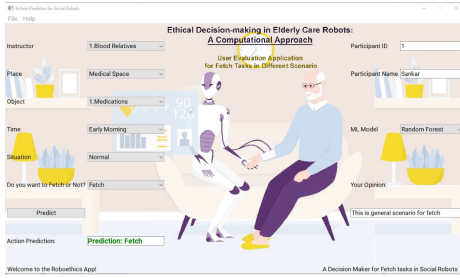 Action Predictor for Social Robots
File Help
Ethical Decision-making in Elderly Care Robots:
A Computational Approach
User Evaluation Application
for Fetch Tasks in Different Scenario
Instructor 1.Blood Relatives
Participant ID 1
Place Medical Space
Participant Name Sankar
Object 1.Medications
Time Early Morning
ML Model Random Forest
Situation Normal
Do you want to Fetch or Not? Fetch
Your Opinion:
Predict
This is general scenario for fetch
Action Prediction: Prediction: Fetch
Welcome to the Roboethics App!
A Decision Maker for Fetch tasks in Social Robots